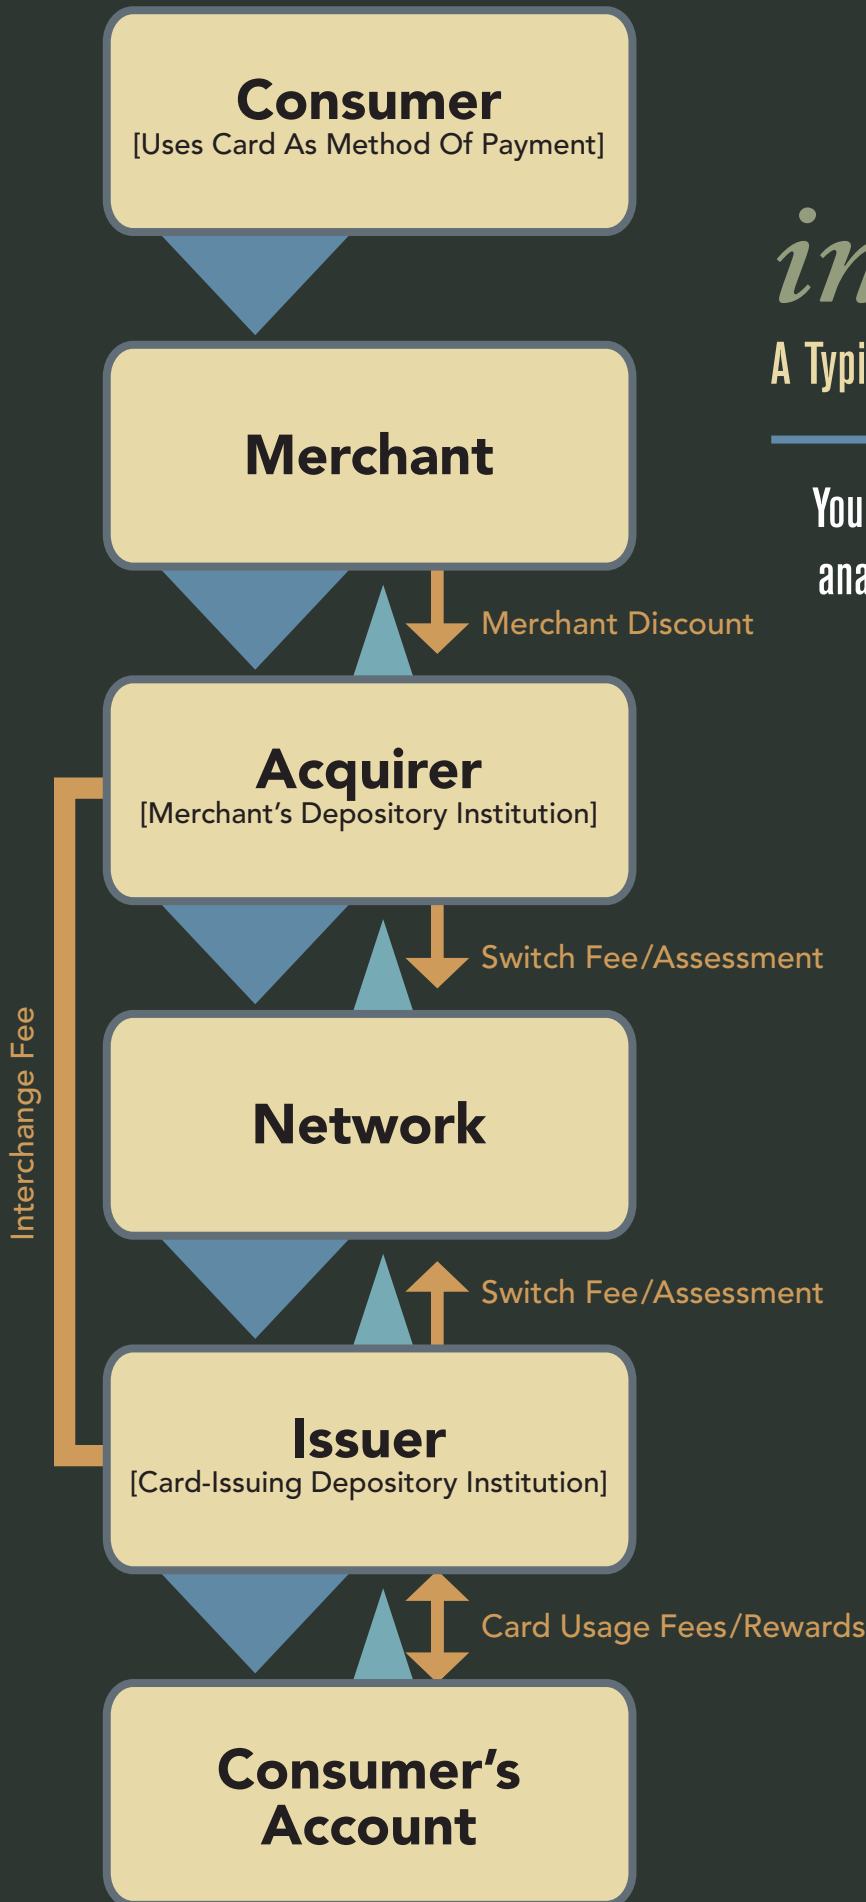 Consumer
[Uses Card As Method Of Payment]
Merchant
Merchant Discount
Acquirer
[Merchant's Depository Institution]
Switch Fee/Assessment
Interchange Fee
Network
Switch Fee/Assessment
Issuer
[Card-Issuing Depository Institution]
Card Usage Fees/Rewards
Consumer's
Account
A
You